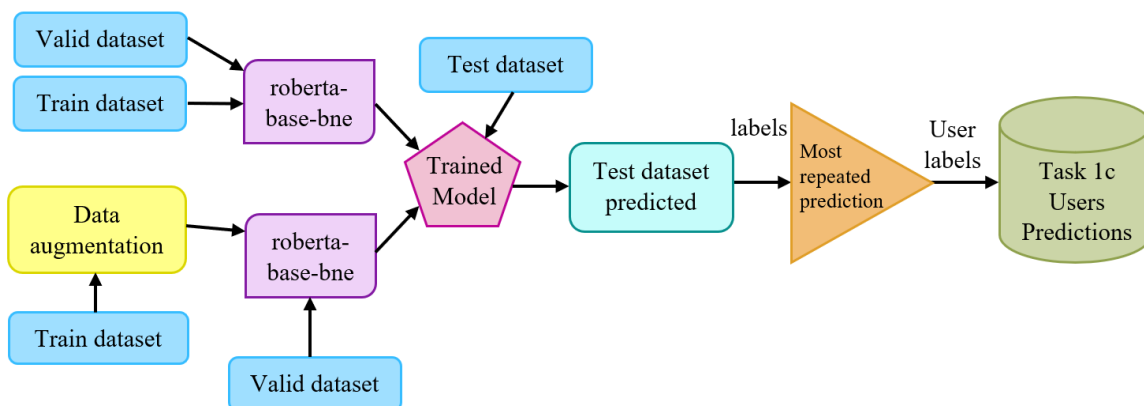 Valid dataset
Train dataset
roberta-
base-bne
Test dataset
Trained
Model
Data
augmentation
Train dataset
roberta-
base-bne
Valid dataset
Test dataset
predicted
labels
Most
repeated
prediction
User
labels
Task 1c
Users
Predictions